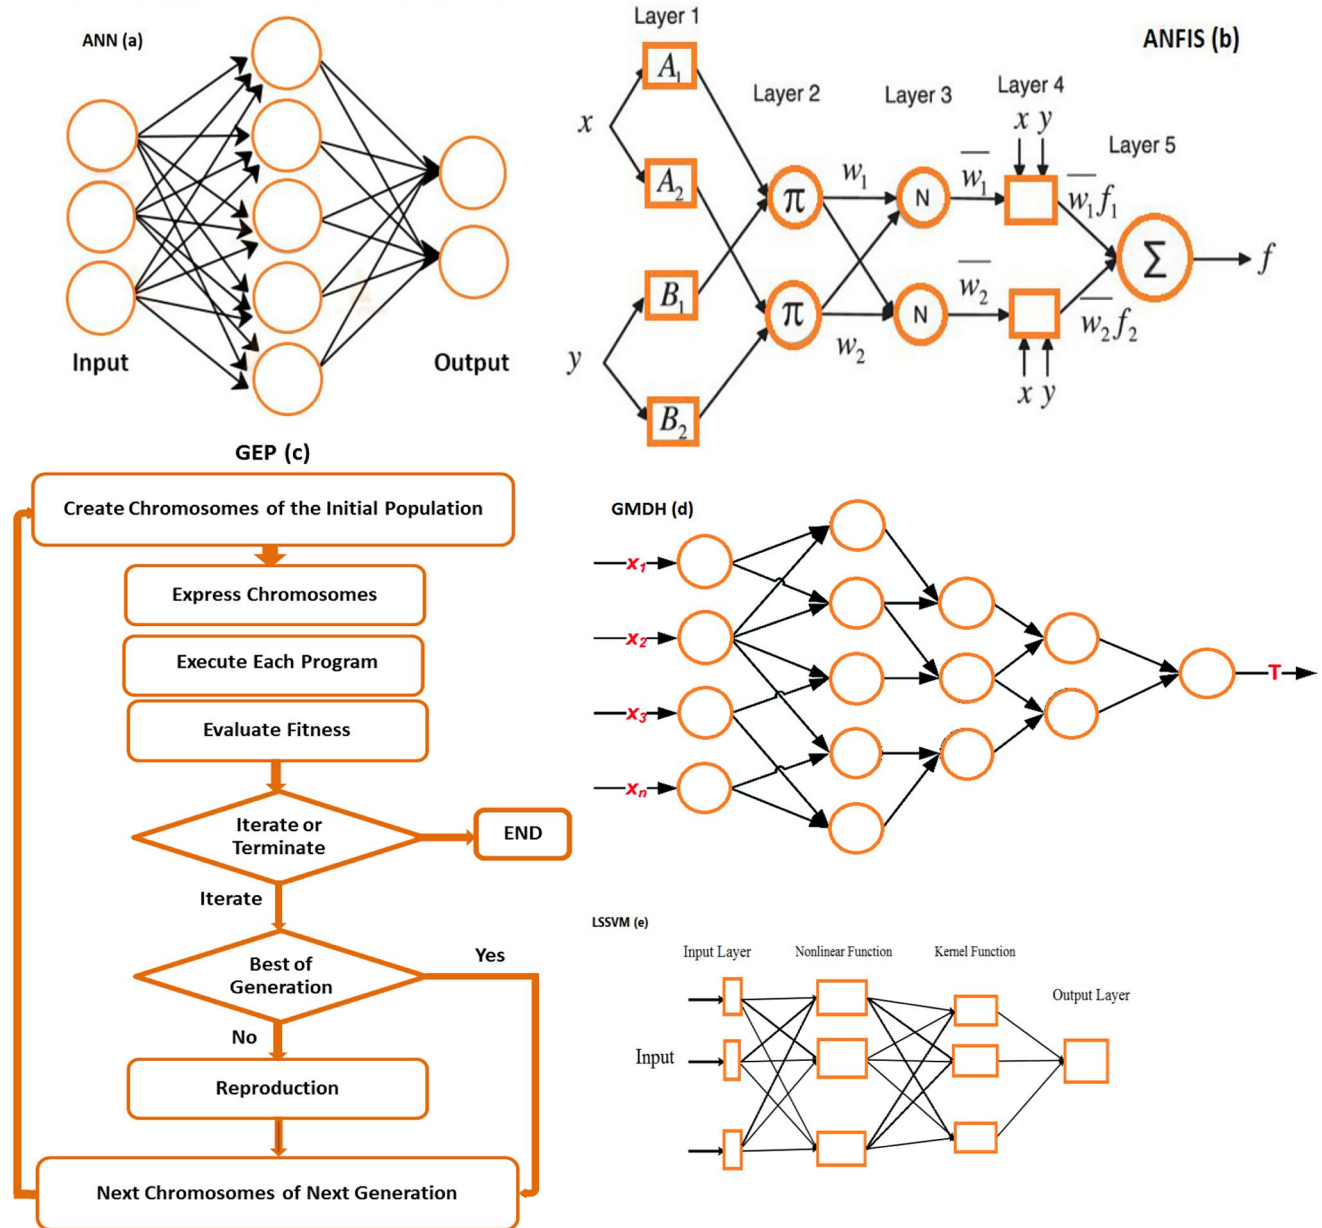 ANN (a)
Input
Output
ANFIS (b)
Layer 1
Layer 2
Layer 3
Layer 4
Layer 5
x
y
A₁
A₂
B₁
B₂
π
π
w₁
w₂
N
N
w̅₁
w̅₂
x y
x y
w̅₁f₁
w̅₂f₂
Σ
f
GEP (c)
Create Chromosomes of the Initial Population
Express Chromosomes
Execute Each Program
Evaluate Fitness
Iterate or
Terminate
END
Iterate
Best of
Generation
Yes
No
Reproduction
Next Chromosomes of Next Generation
GMDH (d)
x₁
x₂
x₃
xₙ
T
LSSVM (e)
Input Layer
Nonlinear Function
Kernel Function
Output Layer
Input